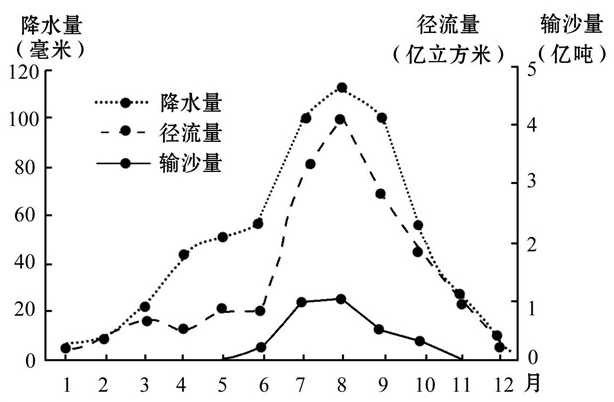 降水量
（毫米）
径流量
（亿立方米）
输沙量
（亿吨）
120
100
80
60
40
20
0
降水量
径流量
输沙量
5
4
3
2
1
0
1 2 3 4 5 6 7 8 9 10 11 12 月